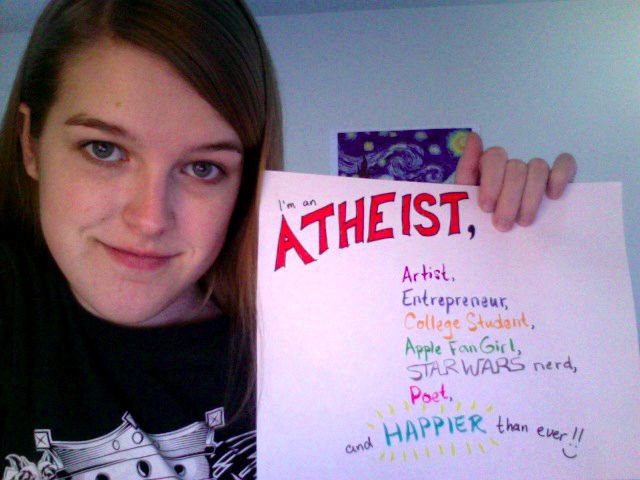 I'm an
ATHEIST,
Artist,
Entrepreneur,
College Student,
Apple FanGirl,
STAR WARS nerd,
Poet,
and HAPPIER than ever!!